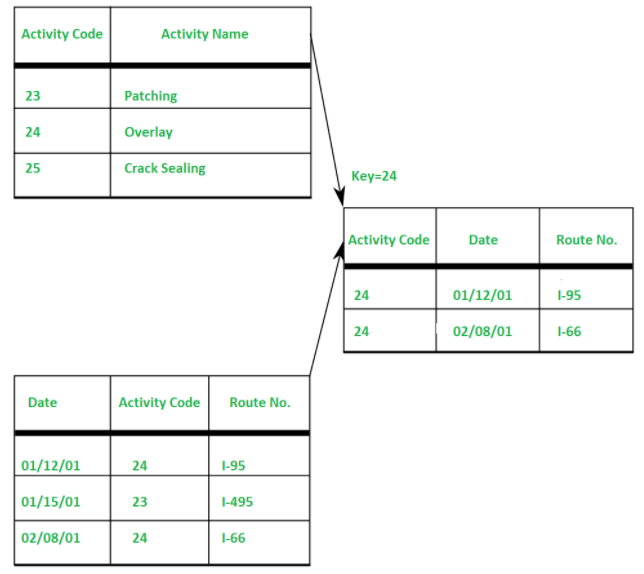 Activity Code Activity Name
23 Patching
24 Overlay
25 Crack Sealing
Key=24
Activity Code Date Route No.
24 01/12/01 I-95
24 02/08/01 I-66
Date Activity Code Route No.
01/12/01 24 I-95
01/15/01 23 I-495
02/08/01 24 I-66